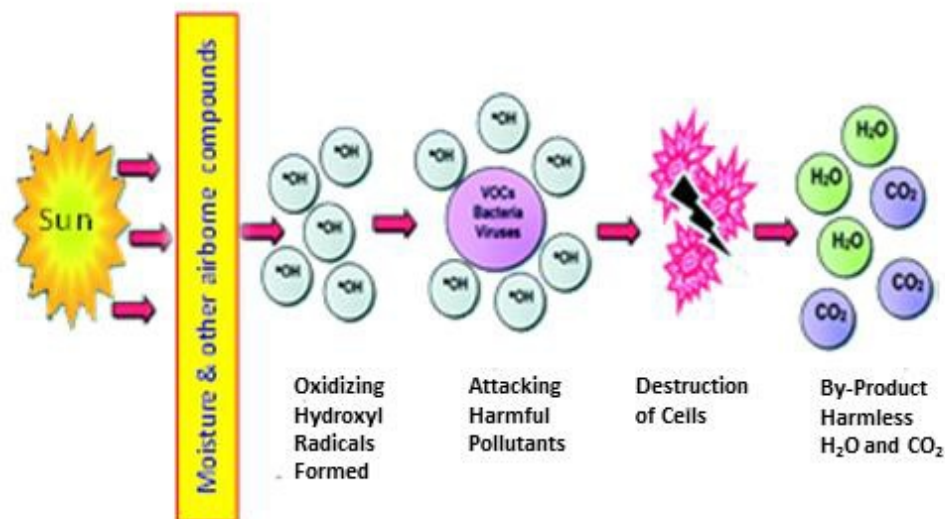 Sun
Moisture & other airborne compounds
•OH
•OH
•OH
•OH
•OH
Oxidizing
Hydroxyl
Radicals
Formed
•OH
•OH
•OH
•OH
•OH
•OH
VOCs
Bacteria
Viruses
Attacking
Harmful
Pollutants
Destruction
of Cells
H₂O
H₂O
CO₂
H₂O
CO₂
CO₂
By-Product
Harmless
H₂O and CO₂